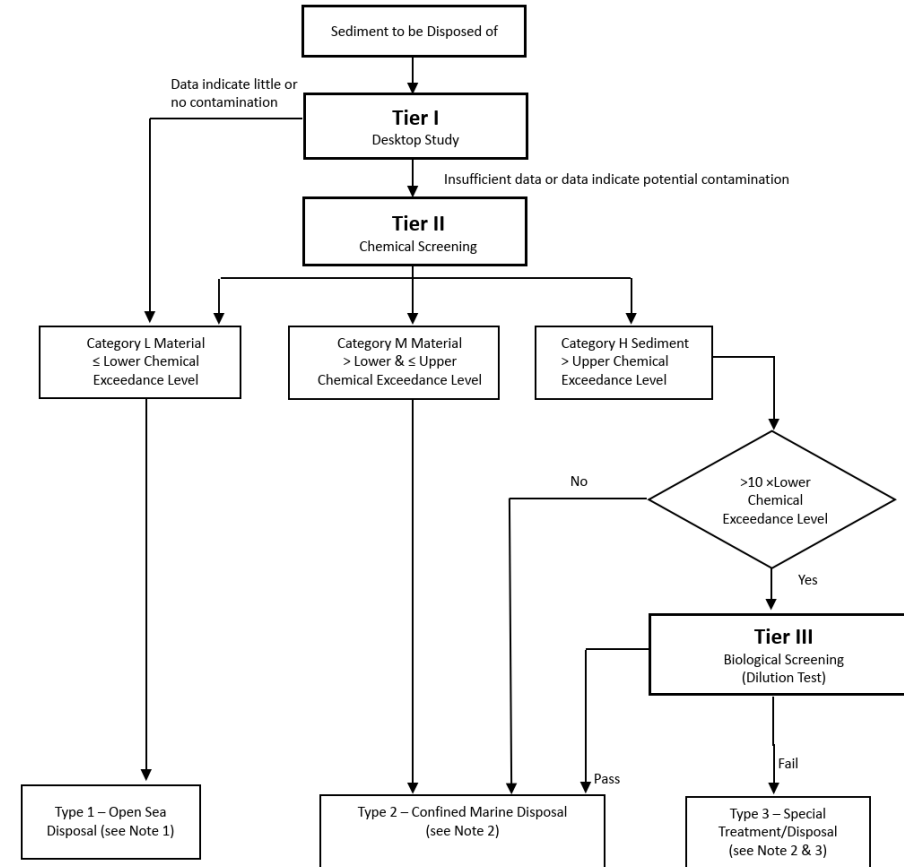 Sediment to be Disposed of
Data indicate little or
no contamination
Tier I
Desktop Study
Insufficient data or data indicate potential contamination
Tier II
Chemical Screening
Category L Material
≤ Lower Chemical
Exceedance Level
Category M Material
> Lower & ≤ Upper
Chemical Exceedance Level
Category H Sediment
> Upper Chemical
Exceedance Level
No
>10 ×Lower
Chemical
Exceedance Level
Yes
Tier III
Biological Screening
(Dilution Test)
Pass
Fail
Type 1 – Open Sea
Disposal (see Note 1)
Type 2 – Confined Marine Disposal
(see Note 2)
Type 3 – Special
Treatment/Disposal
(see Note 2 & 3)